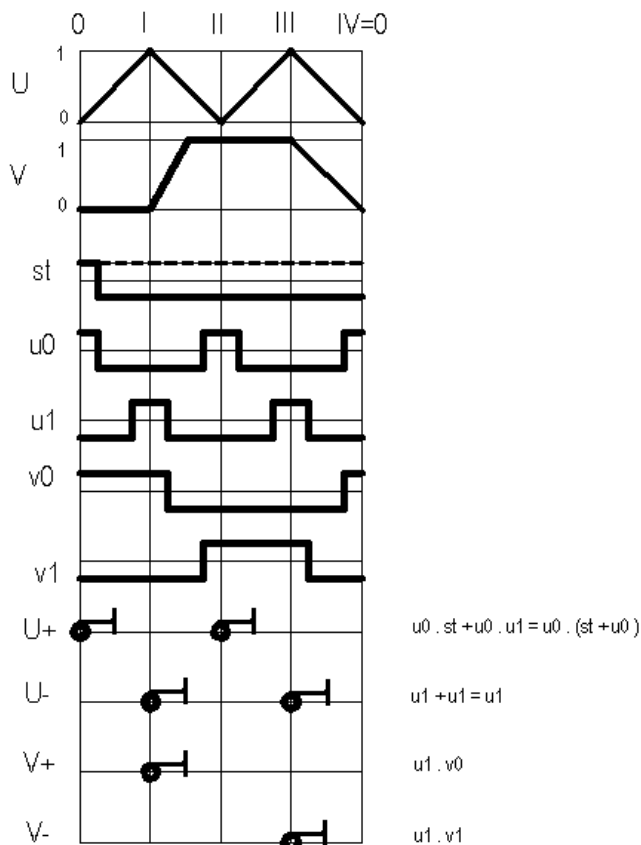 0 I II III IV=0
1
U
0
1
V
0
st
u0
u1
v0
v1
U+ u0 . st + u0 . u1 = u0 . (st + u0 )
U- u1 + u1 = u1
V+ u1 . v0
V- u1 . v1